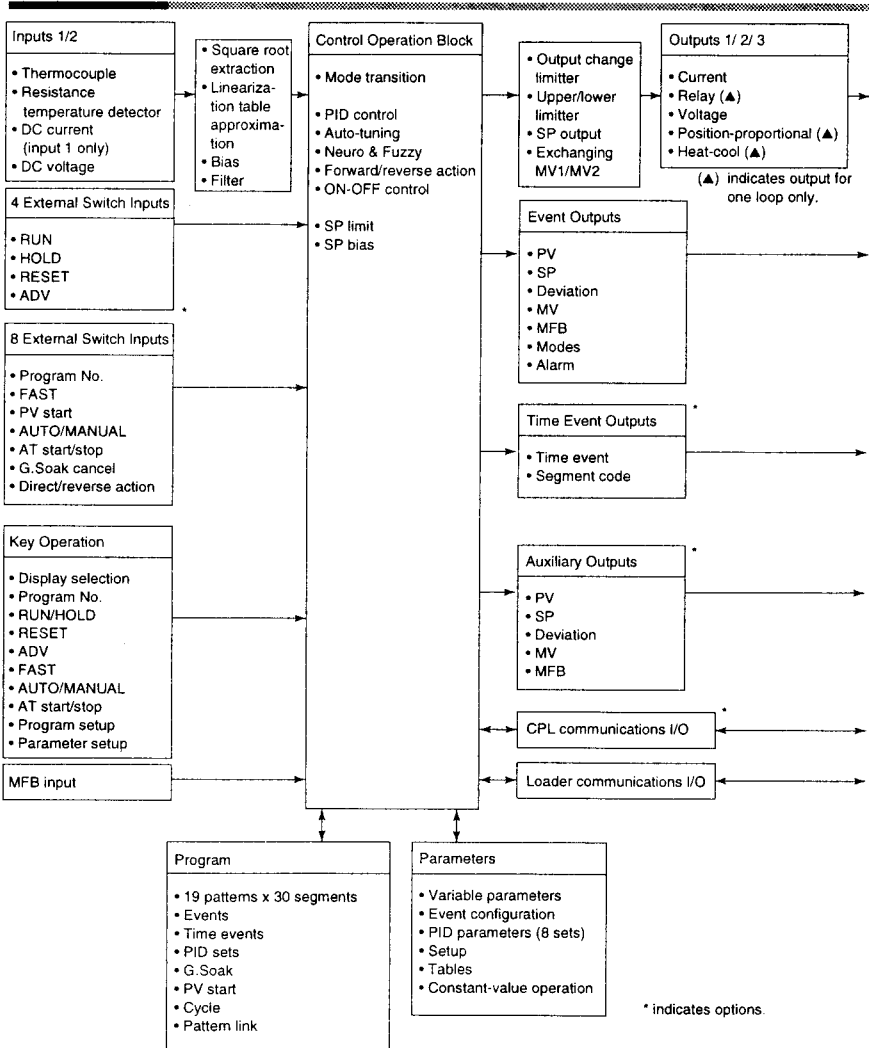 Inputs 1/2
• Thermocouple
• Resistance
temperature detector
• DC current
(input 1 only)
• DC voltage
• Square root
extraction
• Lineariza-
tion table
approxima-
tion
• Bias
• Filter
Control Operation Block
• Mode transition
• PID control
• Auto-tuning
• Neuro & Fuzzy
• Forward/reverse action
• ON-OFF control
• SP limit
• SP bias
• Output change
limitter
• Upper/lower
limitter
• SP output
• Exchanging
MV1/MV2
Outputs 1/ 2/ 3
• Current
• Relay (▲)
• Voltage
• Position-proportional (▲)
• Heat-cool (▲)
(▲) indicates output for
one loop only.
4 External Switch Inputs
• RUN
• HOLD
• RESET
• ADV
*
8 External Switch Inputs
• Program No.
• FAST
• PV start
• AUTO/MANUAL
• AT start/stop
• G.Soak cancel
• Direct/reverse action
Key Operation
• Display selection
• Program No.
• RUN/HOLD
• RESET
• ADV
• FAST
• AUTO/MANUAL
• AT start/stop
• Program setup
• Parameter setup
MFB input
Event Outputs
• PV
• SP
• Deviation
• MV
• MFB
• Modes
• Alarm
*
Time Event Outputs
• Time event
• Segment code
*
Auxiliary Outputs
• PV
• SP
• Deviation
• MV
• MFB
*
CPL communications I/O
Loader communications I/O
Program
• 19 patterns x 30 segments
• Events
• Time events
• PID sets
• G.Soak
• PV start
• Cycle
• Pattern link
Parameters
• Variable parameters
• Event configuration
• PID parameters (8 sets)
• Setup
• Tables
• Constant-value operation
* indicates options.